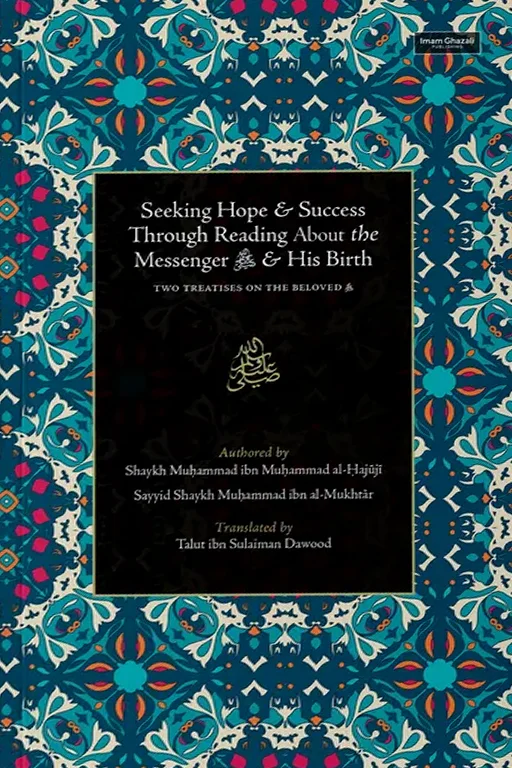 Imam Ghazali
PUBLISHING
Seeking Hope & Success
Through Reading About the
Messenger ﷺ & His Birth
TWO TREATISES ON THE BELOVED ﷺ
صلى الله عليه وسلم
Authored by
Shaykh Muḥammad ibn Muḥammad al-Ḥajūjī
Sayyid Shaykh Muḥammad ibn al-Mukhtār
Translated by
Talut ibn Sulaiman Dawood